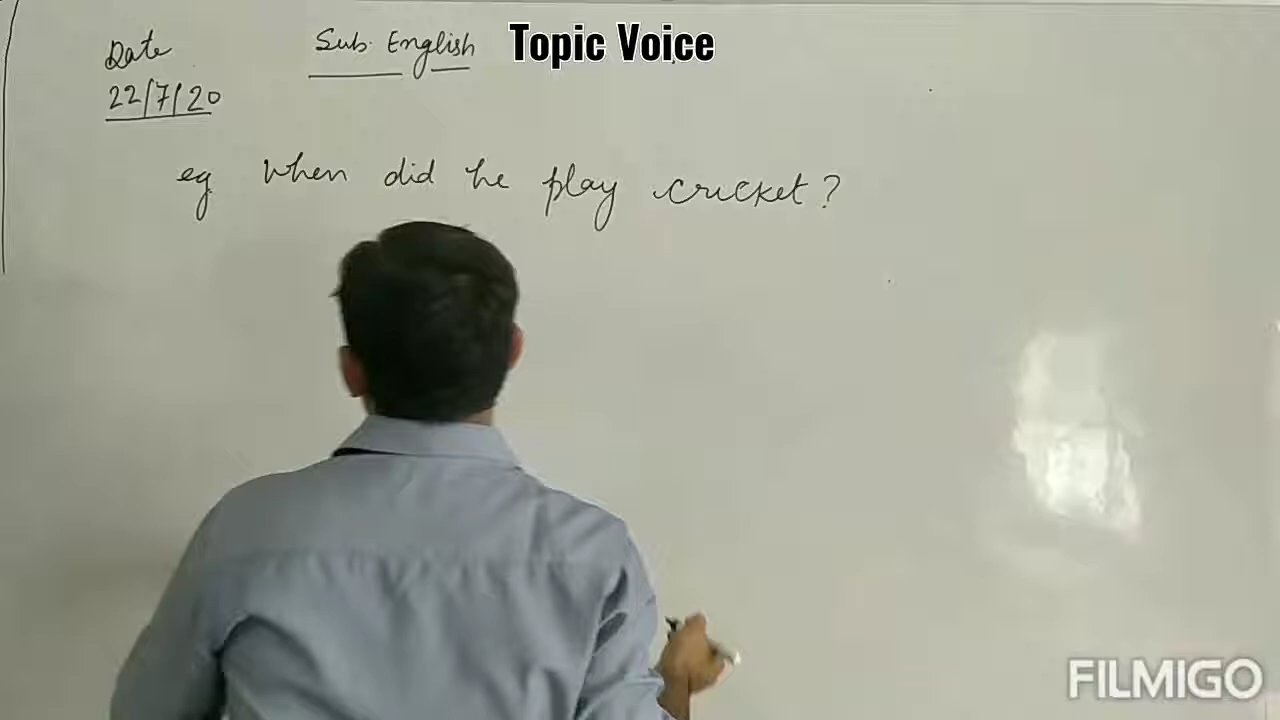 Date Sub. English Topic Voice
22/7/20
eg When did he play cricket?
FILMIGO